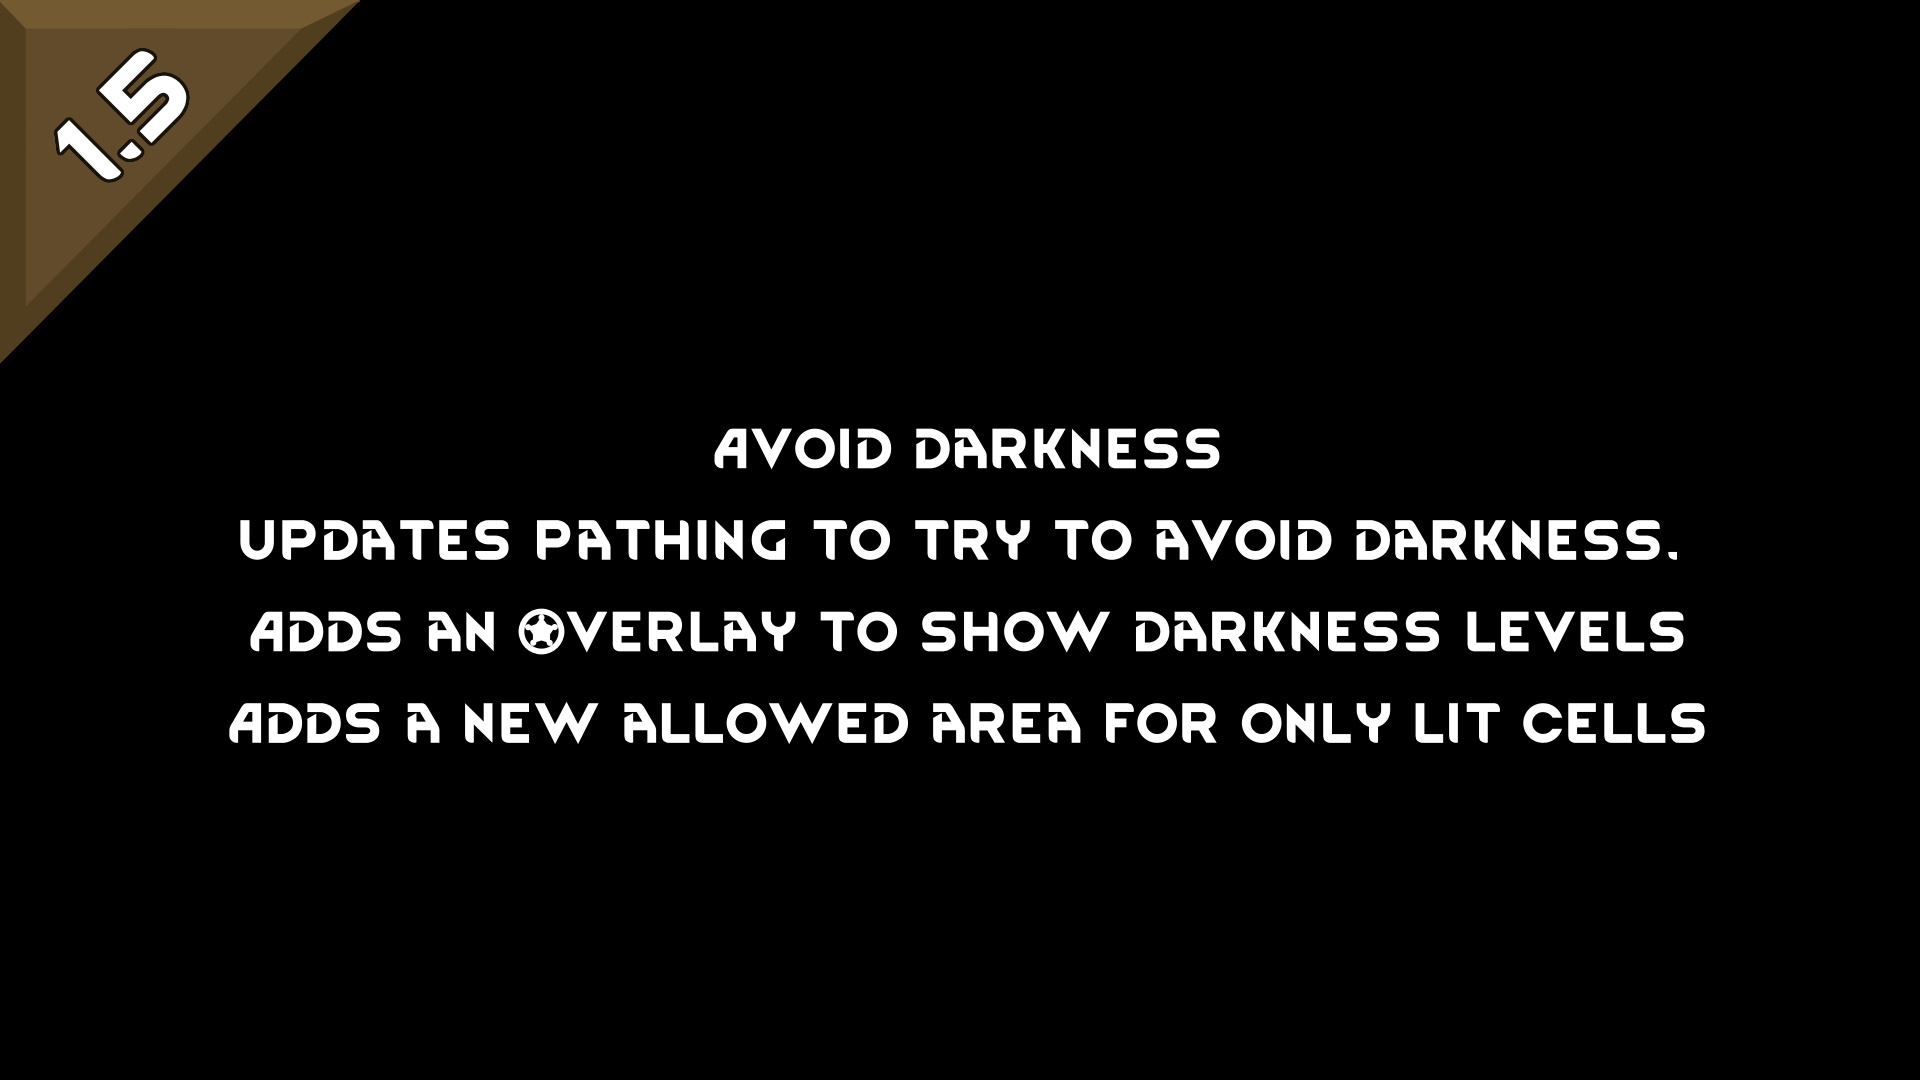 1.5
AVOID DARKNESS
UPDATES PATHING TO TRY TO AVOID DARKNESS.
ADDS AN OVERLAY TO SHOW DARKNESS LEVELS
ADDS A NEW ALLOWED AREA FOR ONLY LIT CELLS